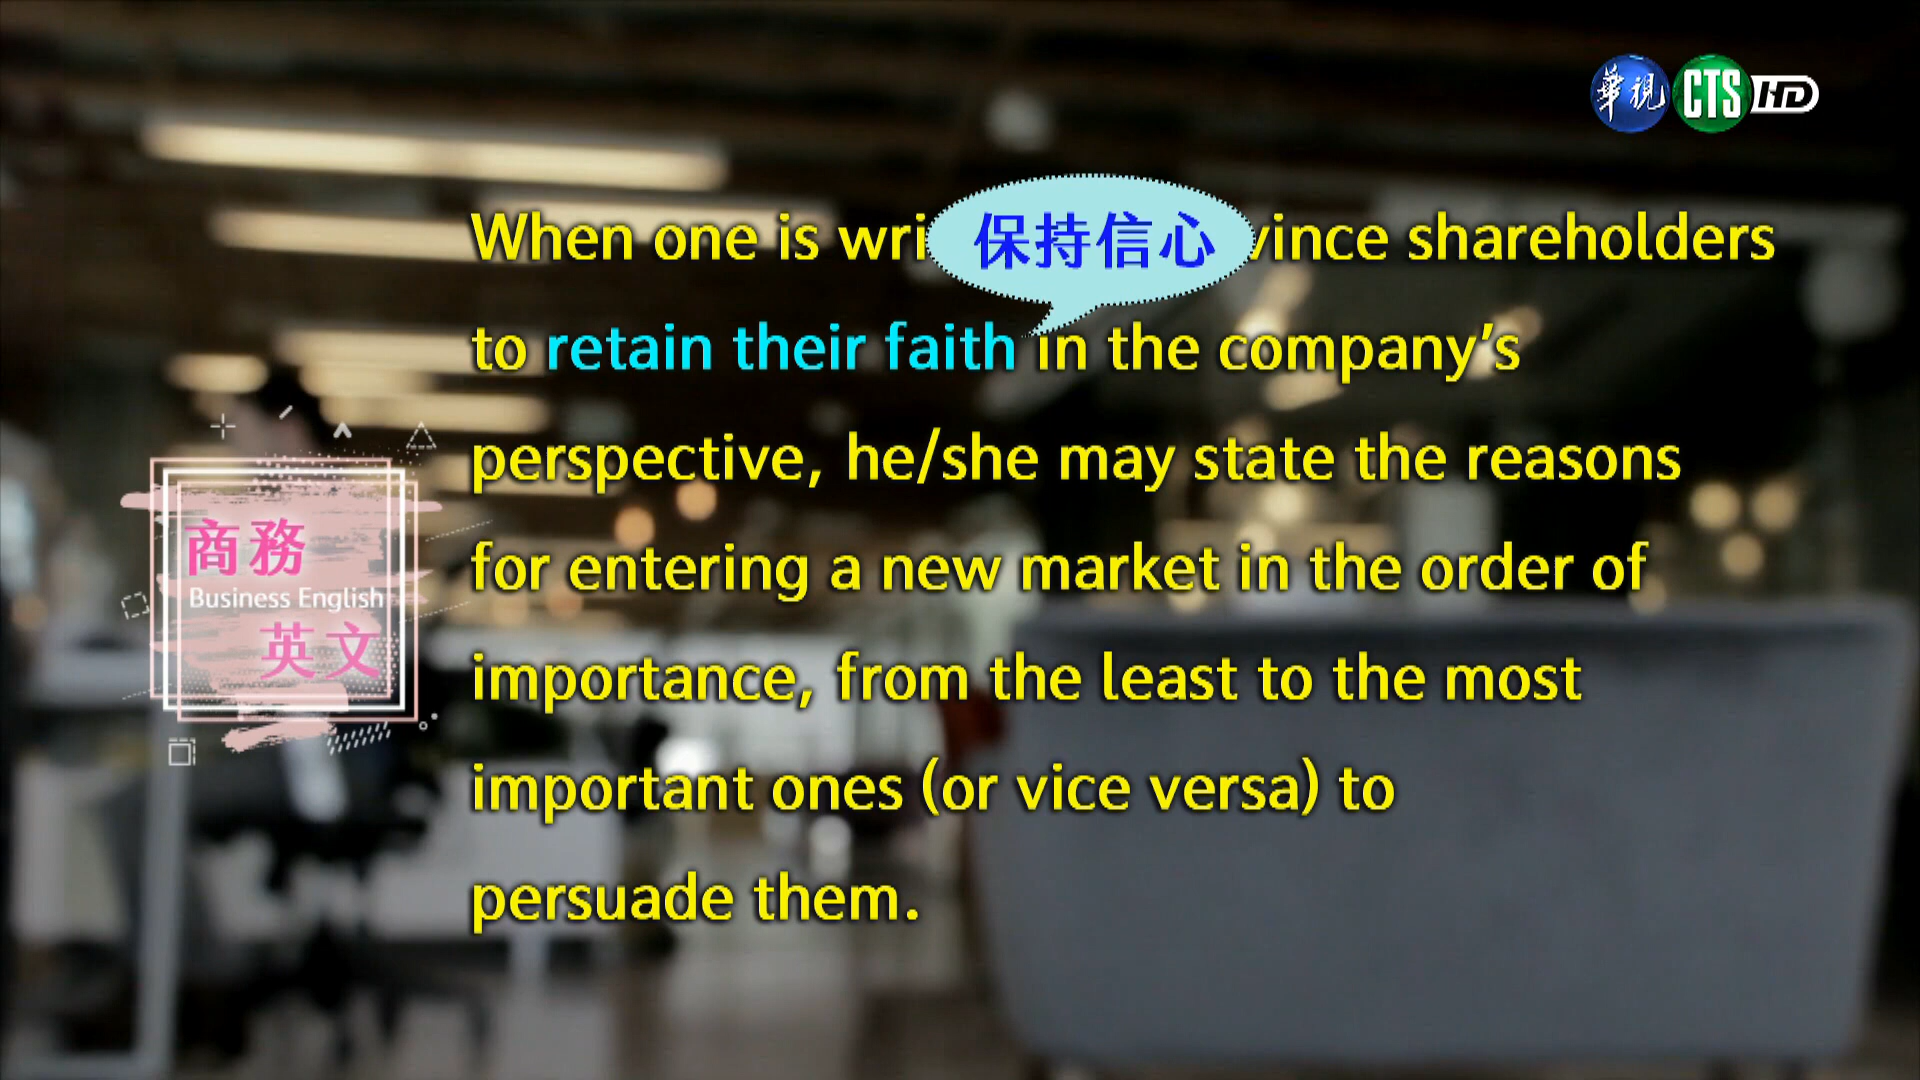 華視 CTS HD
保持信心
When one is wri vince shareholders
to retain their faith in the company's
perspective, he/she may state the reasons
for entering a new market in the order of
importance, from the least to the most
important ones (or vice versa) to
persuade them.
商務
Business English
英文